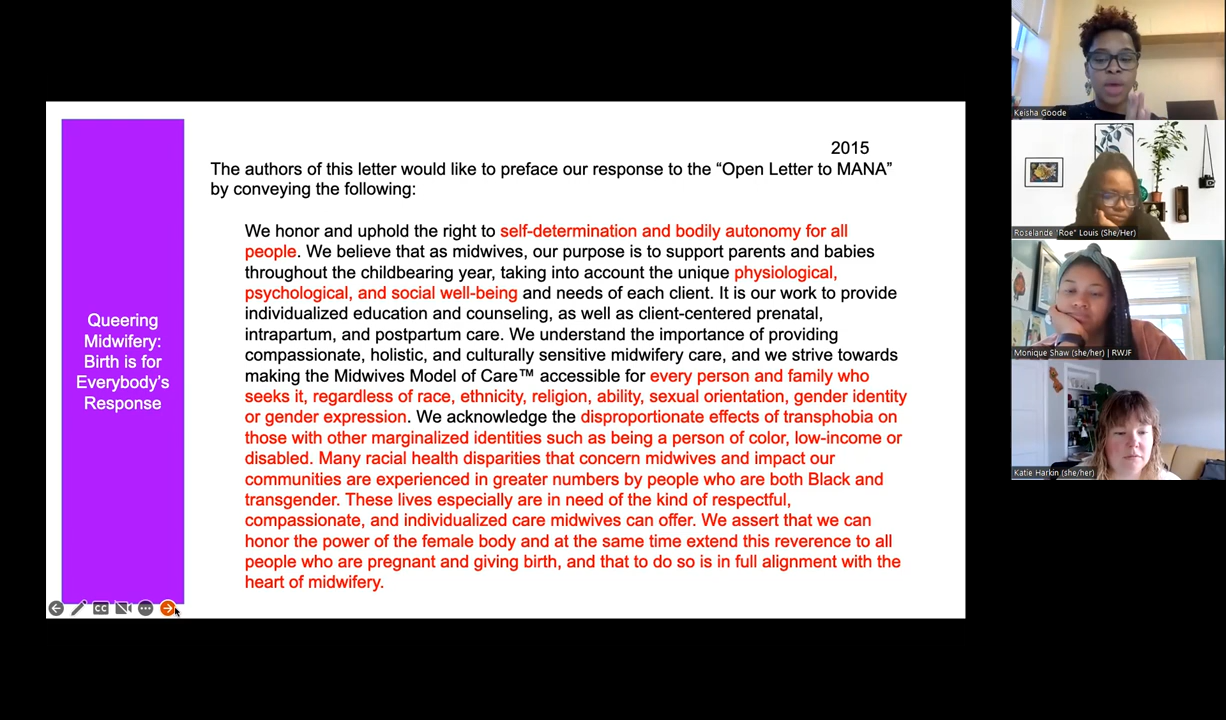 Queering
Midwifery:
Birth is for
Everybody's
Response
2015
The authors of this letter would like to preface our response to the “Open Letter to MANA”
by conveying the following:
We honor and uphold the right to self-determination and bodily autonomy for all
people. We believe that as midwives, our purpose is to support parents and babies
throughout the childbearing year, taking into account the unique physiological,
psychological, and social well-being and needs of each client. It is our work to provide
individualized education and counseling, as well as client-centered prenatal,
intrapartum, and postpartum care. We understand the importance of providing
compassionate, holistic, and culturally sensitive midwifery care, and we strive towards
making the Midwives Model of Care™ accessible for every person and family who
seeks it, regardless of race, ethnicity, religion, ability, sexual orientation, gender identity
or gender expression. We acknowledge the disproportionate effects of transphobia on
those with other marginalized identities such as being a person of color, low-income or
disabled. Many racial health disparities that concern midwives and impact our
communities are experienced in greater numbers by people who are both Black and
transgender. These lives especially are in need of the kind of respectful,
compassionate, and individualized care midwives can offer. We assert that we can
honor the power of the female body and at the same time extend this reverence to all
people who are pregnant and giving birth, and that to do so is in full alignment with the
heart of midwifery.
CC
Keisha Goode
Roselande "Roe" Louis (She/Her)
Monique Shaw (she/her) | RWJF
Katie Harkin (she/her)